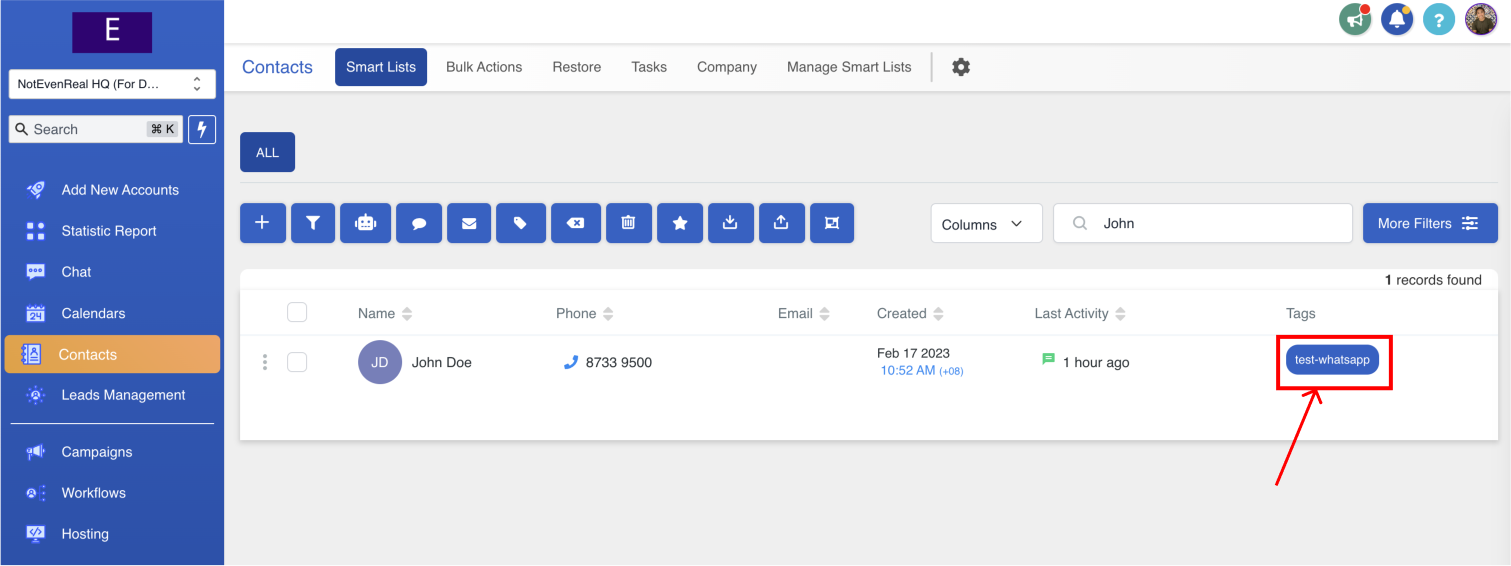 E
NotEvenReal HQ (For D...
Search ⌘ K
Add New Accounts
Statistic Report
Chat
24
Calendars
Contacts
Leads Management
Campaigns
Workflows
Hosting
Contacts Smart Lists Bulk Actions Restore Tasks Company Manage Smart Lists
?
ALL
Columns John More Filters
1 records found
Name Phone Email Created Last Activity Tags
JD John Doe 8733 9500 Feb 17 2023 1 hour ago test-whatsapp
10:52 AM (+08)